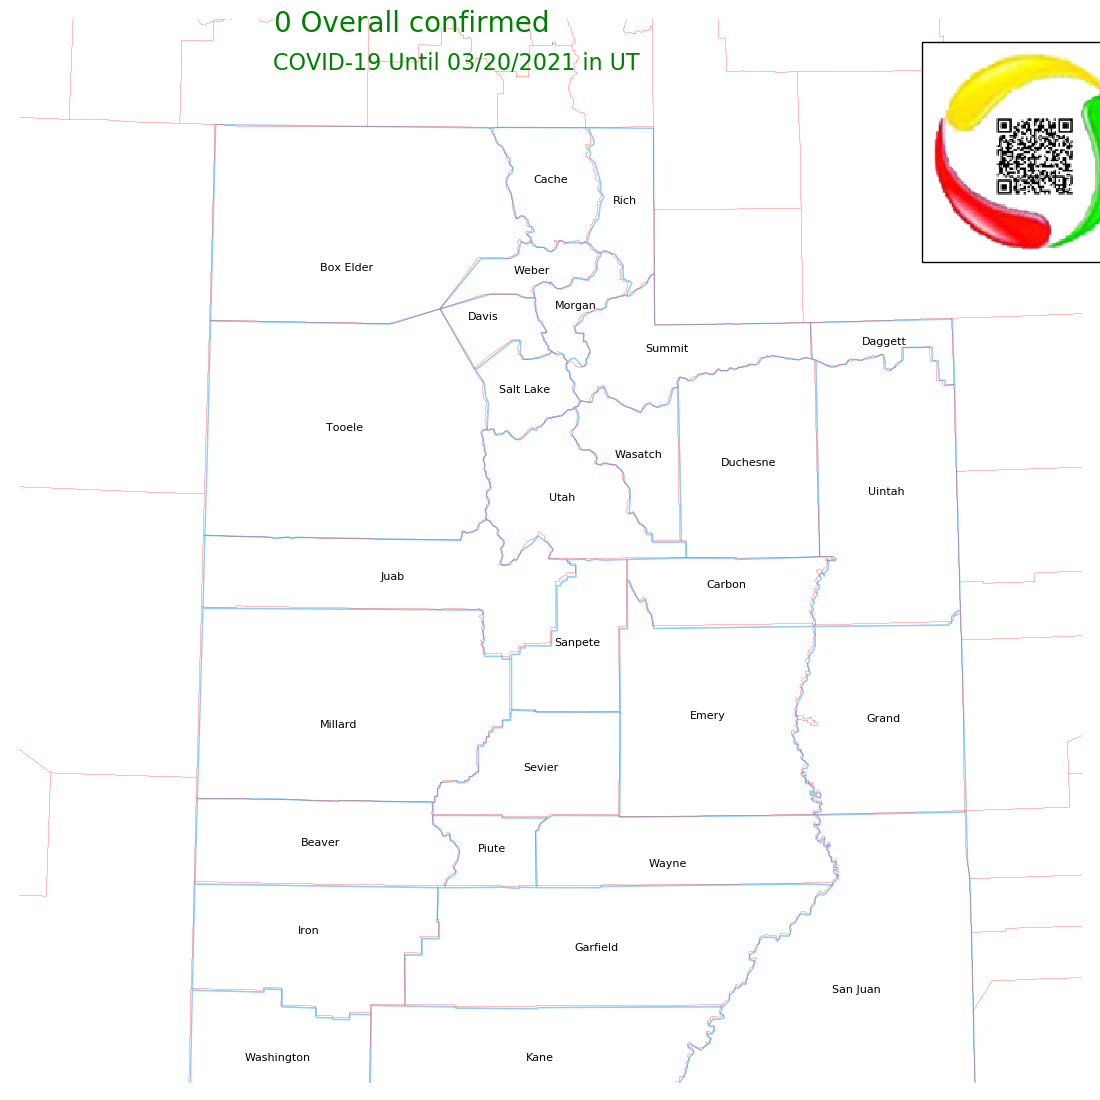 0 Overall confirmed
COVID-19 Until 03/20/2021 in UT
Cache
Rich
Box Elder
Weber
Morgan
Davis
Summit
Daggett
Salt Lake
Tooele
Wasatch
Duchesne
Uintah
Utah
Juab
Carbon
Sanpete
Millard
Emery
Grand
Sevier
Beaver
Piute
Wayne
Iron
Garfield
San Juan
Washington
Kane